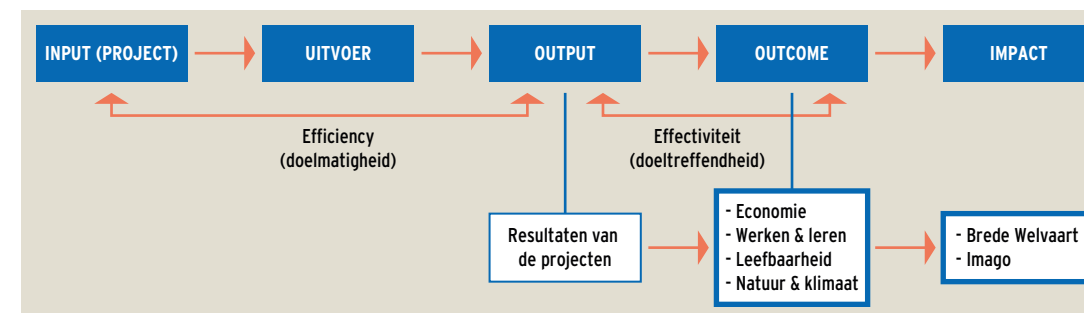 INPUT (PROJECT)
UITVOER
OUTPUT
OUTCOME
IMPACT
Efficiency
(doelmatigheid)
Effectiviteit
(doeltreffendheid)
Resultaten van
de projecten
- Economie
- Werken & leren
- Leefbaarheid
- Natuur & klimaat
- Brede Welvaart
- Imago